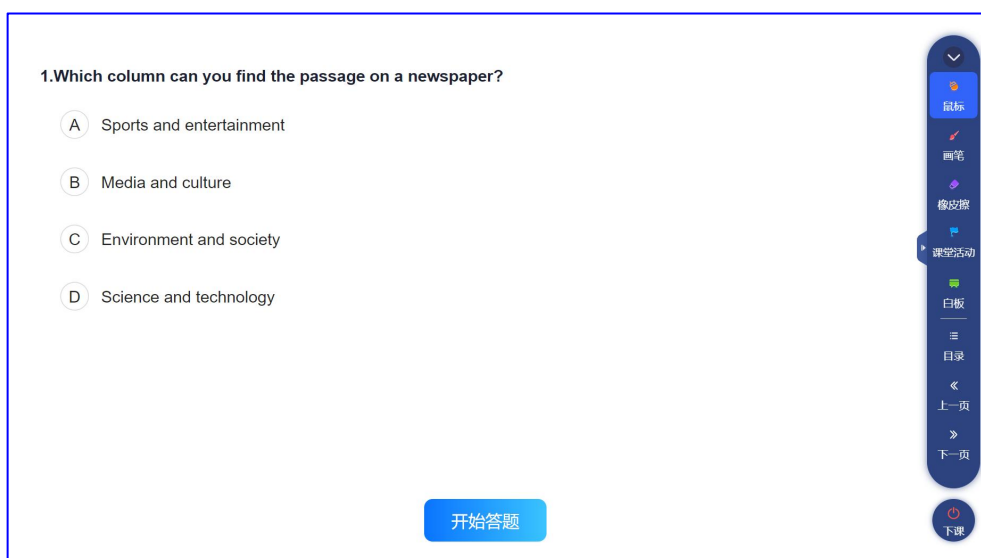 1.Which column can you find the passage on a newspaper?
A Sports and entertainment
B Media and culture
C Environment and society
D Science and technology
开始答题
鼠标
画笔
橡皮擦
课堂活动
白板
目录
上一页
下一页
下课